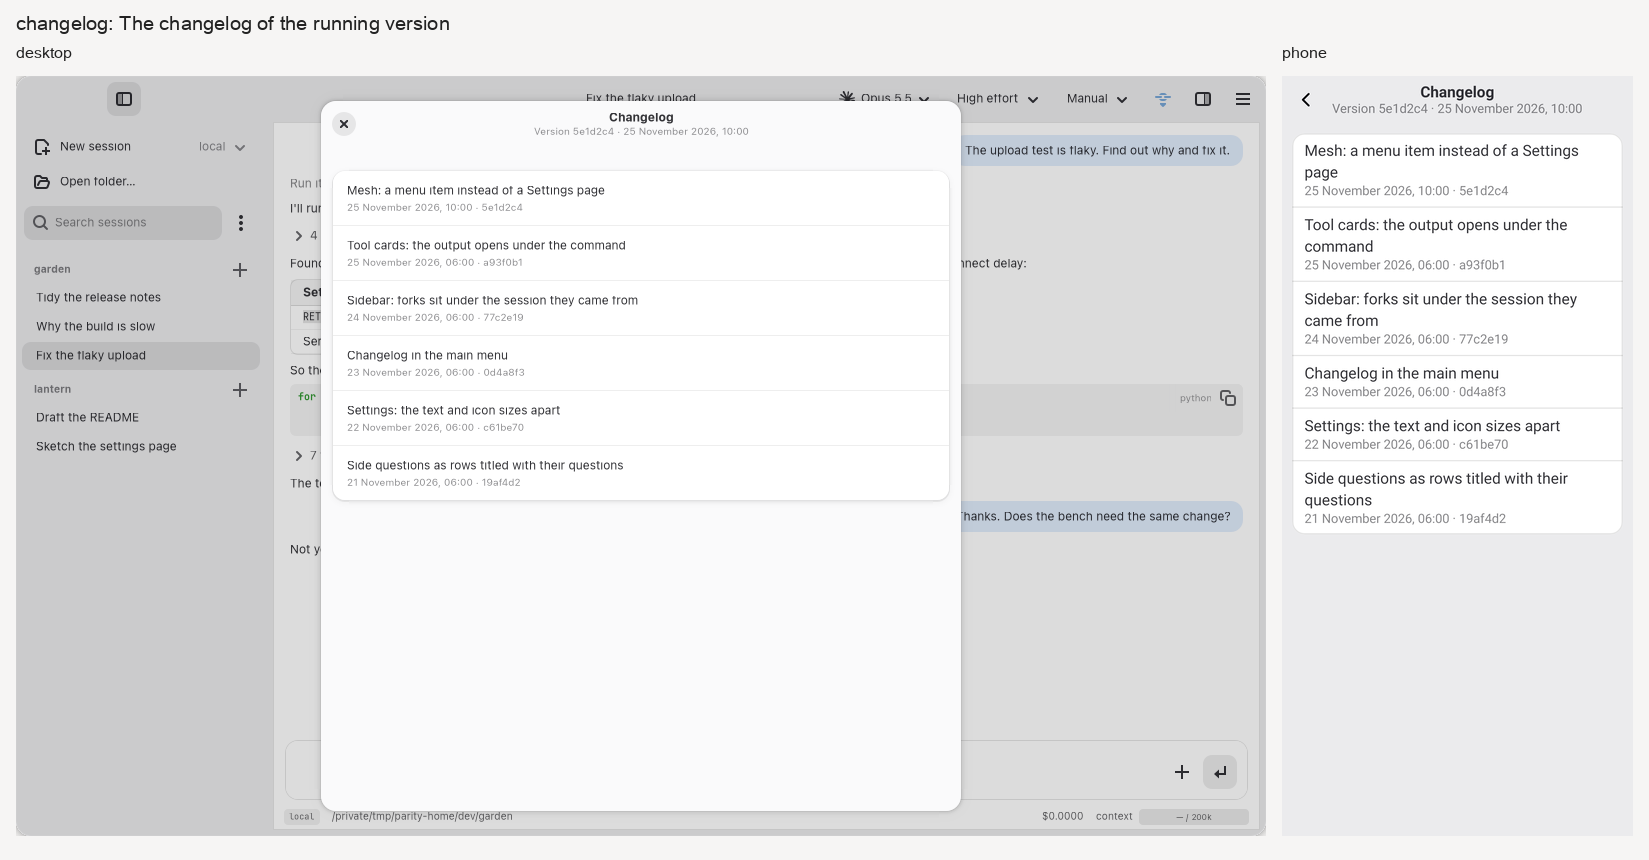 changelog: The changelog of the running version
desktop
phone
Fix the flaky upload
Opus 5.5
High effort
Manual
New session
local
Open folder...
Search sessions
garden
Tidy the release notes
Why the build is slow
Fix the flaky upload
lantern
Draft the README
Sketch the settings page
The upload test is flaky. Find out why and fix it.
Run
I'll
4
Found
delay:
Set
RET
So
for
python
7
The
Thanks. Does the bench need the same change?
Not
local
/private/tmp/parity-home/dev/garden
$0.0000
context
— / 200k
Changelog
Version 5e1d2c4 · 25 November 2026, 10:00
Mesh: a menu item instead of a Settings page
25 November 2026, 10:00 · 5e1d2c4
Tool cards: the output opens under the command
25 November 2026, 06:00 · a93f0b1
Sidebar: forks sit under the session they came from
24 November 2026, 06:00 · 77c2e19
Changelog in the main menu
23 November 2026, 06:00 · 0d4a8f3
Settings: the text and icon sizes apart
22 November 2026, 06:00 · c61be70
Side questions as rows titled with their questions
21 November 2026, 06:00 · 19af4d2
Changelog
Version 5e1d2c4 · 25 November 2026, 10:00
Mesh: a menu item instead of a Settings
page
25 November 2026, 10:00 · 5e1d2c4
Tool cards: the output opens under the
command
25 November 2026, 06:00 · a93f0b1
Sidebar: forks sit under the session they
came from
24 November 2026, 06:00 · 77c2e19
Changelog in the main menu
23 November 2026, 06:00 · 0d4a8f3
Settings: the text and icon sizes apart
22 November 2026, 06:00 · c61be70
Side questions as rows titled with their
questions
21 November 2026, 06:00 · 19af4d2